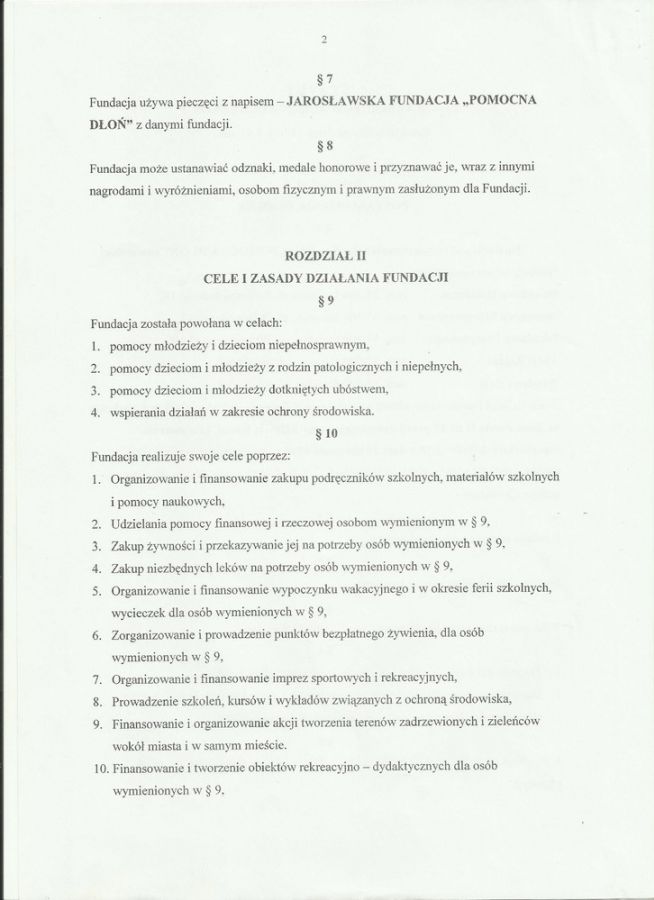 2
§ 7
Fundacja używa pieczęci z napisem – JAROSŁAWSKA FUNDACJA „POMOCNA
DŁOŃ” z danymi fundacji.
§ 8
Fundacja może ustanawiać odznaki, medale honorowe i przyznawać je, wraz z innymi
nagrodami i wyróżnieniami, osobom fizycznym i prawnym zasłużonym dla Fundacji.
ROZDZIAŁ II
CELE I ZASADY DZIAŁANIA FUNDACJI
§ 9
Fundacja została powołana w celach:
1. pomocy młodzieży i dzieciom niepełnosprawnym,
2. pomocy dzieciom i młodzieży z rodzin patologicznych i niepełnych,
3. pomocy dzieciom i młodzieży dotkniętych ubóstwem,
4. wspierania działań w zakresie ochrony środowiska.
§ 10
Fundacja realizuje swoje cele poprzez:
1. Organizowanie i finansowanie zakupu podręczników szkolnych, materiałów szkolnych
i pomocy naukowych,
2. Udzielania pomocy finansowej i rzeczowej osobom wymienionym w § 9,
3. Zakup żywności i przekazywanie jej na potrzeby osób wymienionych w § 9,
4. Zakup niezbędnych leków na potrzeby osób wymienionych w § 9,
5. Organizowanie i finansowanie wypoczynku wakacyjnego i w okresie ferii szkolnych,
wycieczek dla osób wymienionych w § 9,
6. Zorganizowanie i prowadzenie punktów bezpłatnego żywienia, dla osób
wymienionych w § 9,
7. Organizowanie i finansowanie imprez sportowych i rekreacyjnych,
8. Prowadzenie szkoleń, kursów i wykładów związanych z ochroną środowiska,
9. Finansowanie i organizowanie akcji tworzenia terenów zadrzewionych i zieleńców
wokół miasta i w samym mieście.
10. Finansowanie i tworzenie obiektów rekreacyjno – dydaktycznych dla osób
wymienionych w § 9,